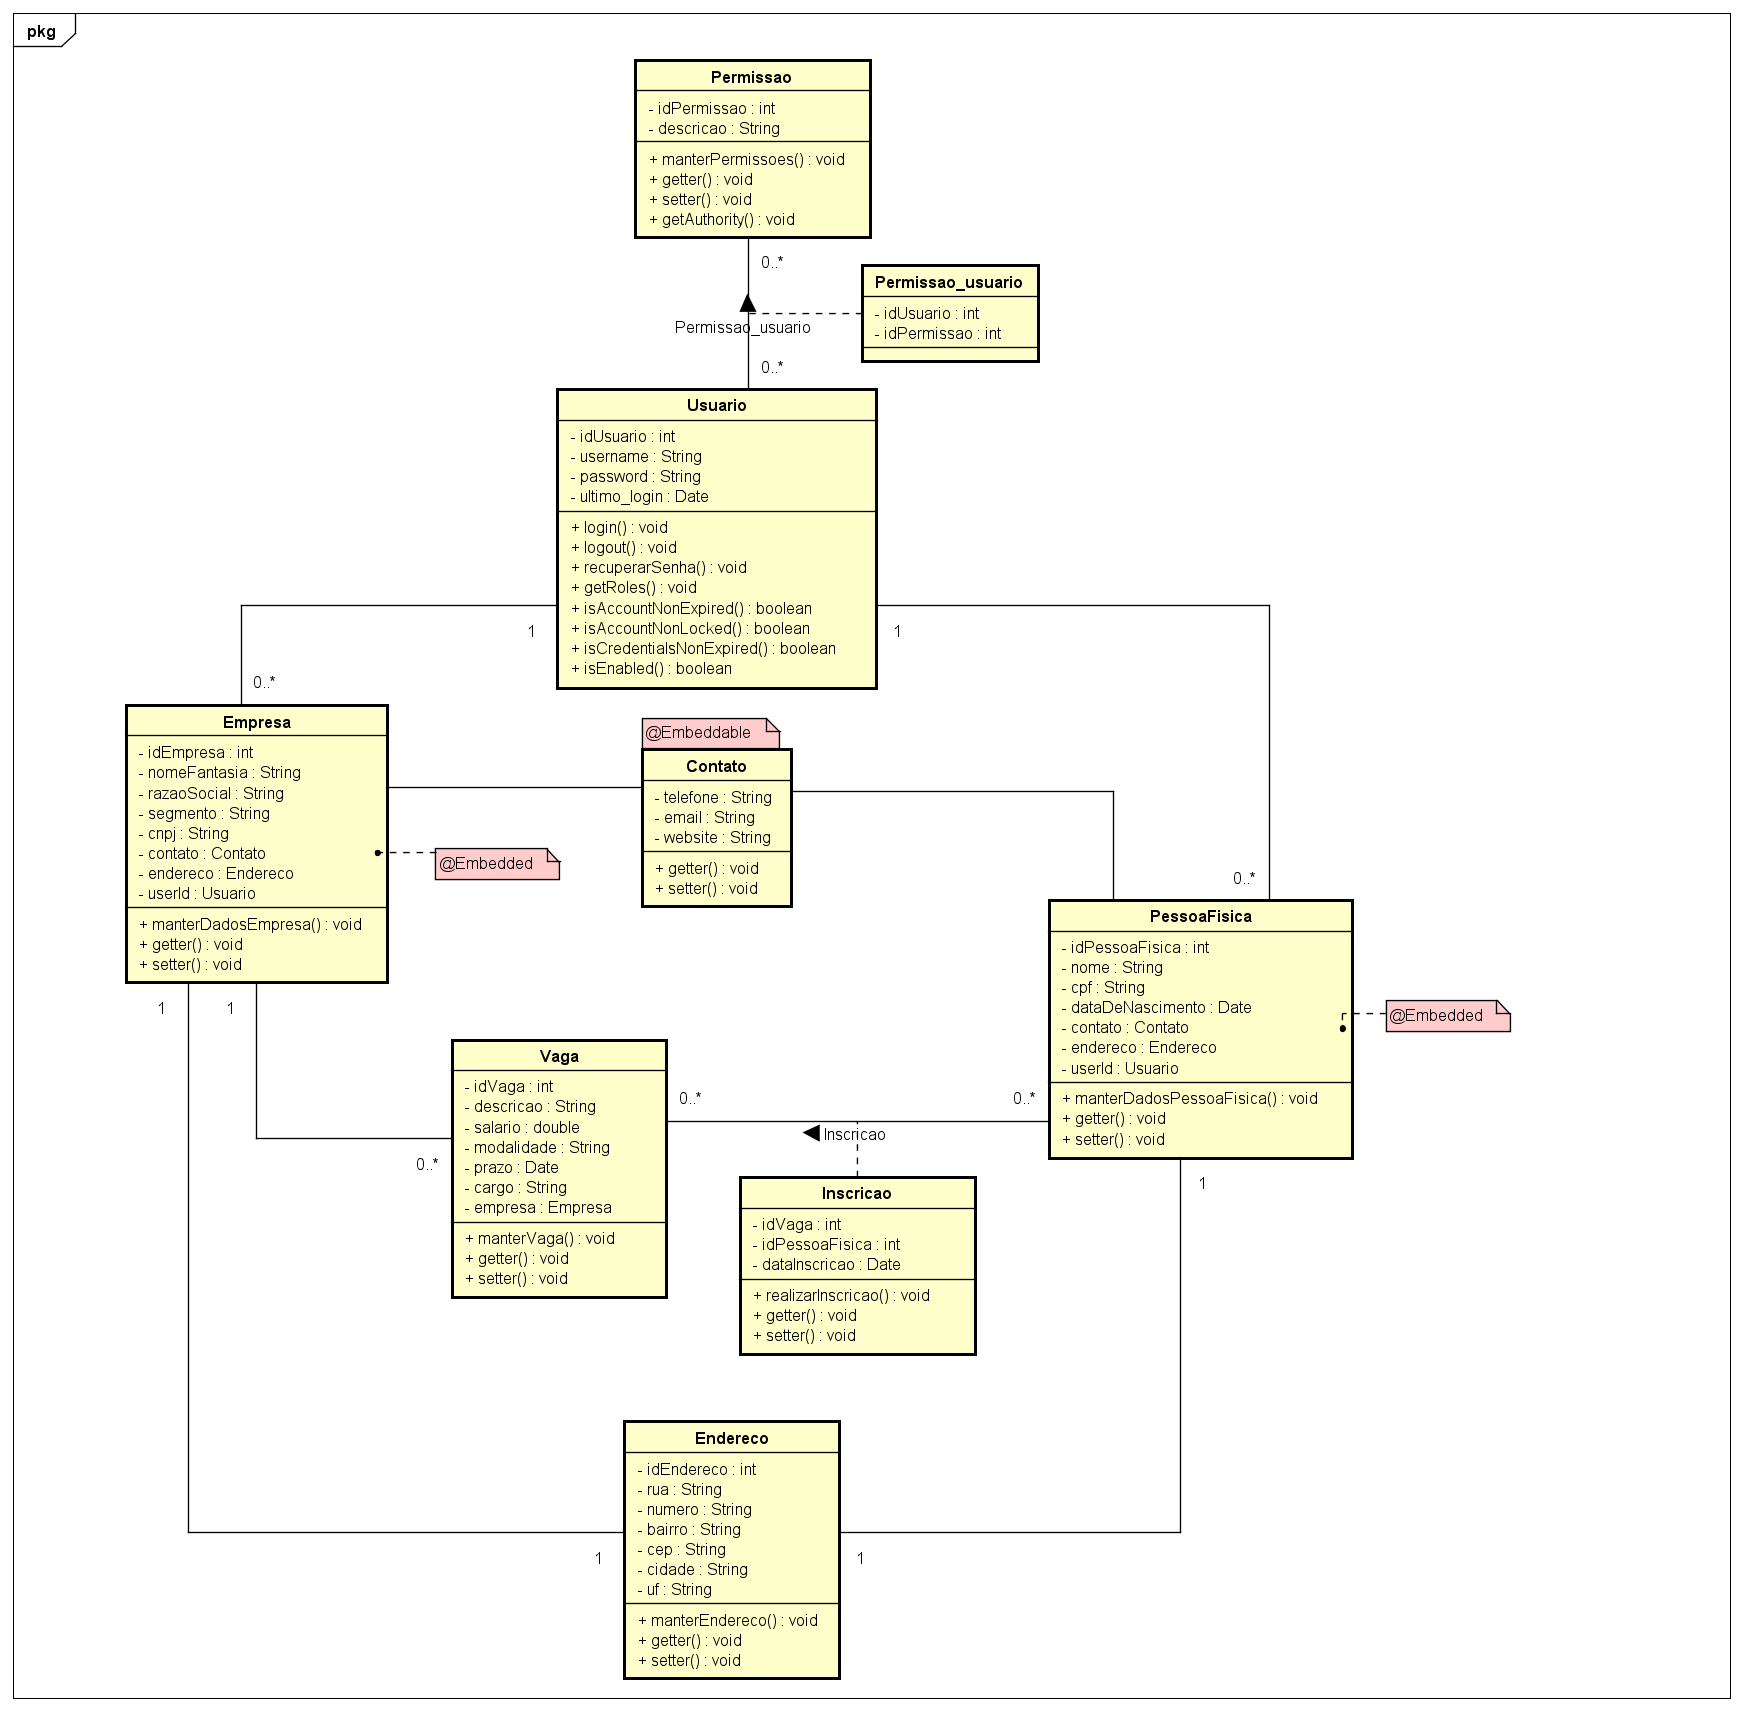 pkg
Permissao
- idPermissao : int
- descricao : String
+ manterPermissoes() : void
+ getter() : void
+ setter() : void
+ getAuthority() : void
0..*
Permissao_usuario
- idUsuario : int
- idPermissao : int
Permissao_usuario
0..*
Usuario
- idUsuario : int
- username : String
- password : String
- ultimo_login : Date
+ login() : void
+ logout() : void
+ recuperarSenha() : void
+ getRoles() : void
+ isAccountNonExpired() : boolean
+ isAccountNonLocked() : boolean
+ isCredentialsNonExpired() : boolean
+ isEnabled() : boolean
1
1
0..*
Empresa
- idEmpresa : int
- nomeFantasia : String
- razaoSocial : String
- segmento : String
- cnpj : String
- contato : Contato
- endereco : Endereco
- userId : Usuario
+ manterDadosEmpresa() : void
+ getter() : void
+ setter() : void
@Embedded
@Embeddable
Contato
- telefone : String
- email : String
- website : String
+ getter() : void
+ setter() : void
0..*
PessoaFisica
- idPessoaFisica : int
- nome : String
- cpf : String
- dataDeNascimento : Date
- contato : Contato
- endereco : Endereco
- userId : Usuario
+ manterDadosPessoaFisica() : void
+ getter() : void
+ setter() : void
@Embedded
1
1
Vaga
- idVaga : int
- descricao : String
- salario : double
- modalidade : String
- prazo : Date
- cargo : String
- empresa : Empresa
+ manterVaga() : void
+ getter() : void
+ setter() : void
0..*
0..*
0..*
Inscricao
1
Inscricao
- idVaga : int
- idPessoaFisica : int
- dataInscricao : Date
+ realizarInscricao() : void
+ getter() : void
+ setter() : void
Endereco
- idEndereco : int
- rua : String
- numero : String
- bairro : String
- cep : String
- cidade : String
- uf : String
+ manterEndereco() : void
+ getter() : void
+ setter() : void
1
1